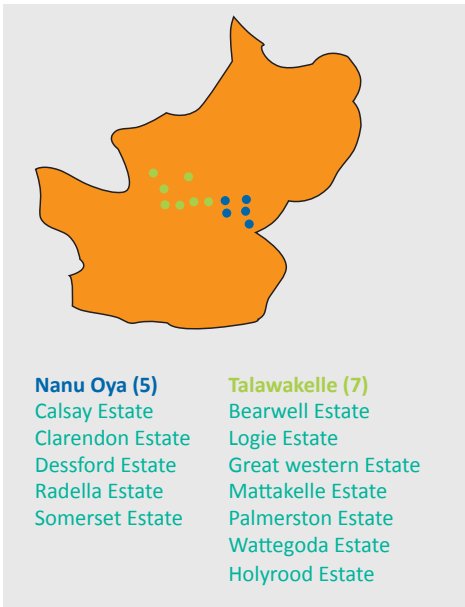 Nanu Oya (5)
Calsay Estate
Clarendon Estate
Dessford Estate
Radella Estate
Somerset Estate
Talawakelle (7)
Bearwell Estate
Logie Estate
Great western Estate
Mattakelle Estate
Palmerston Estate
Wattegoda Estate
Holyrood Estate